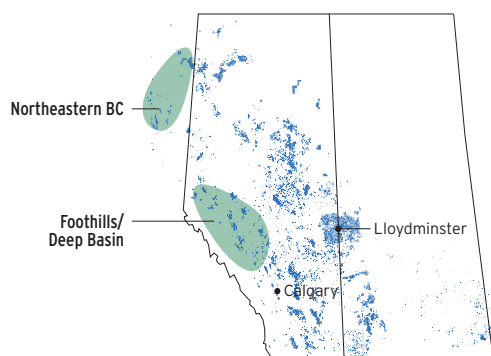 Northeastern BC
Foothills/
Deep Basin
Lloydminster
Calgary